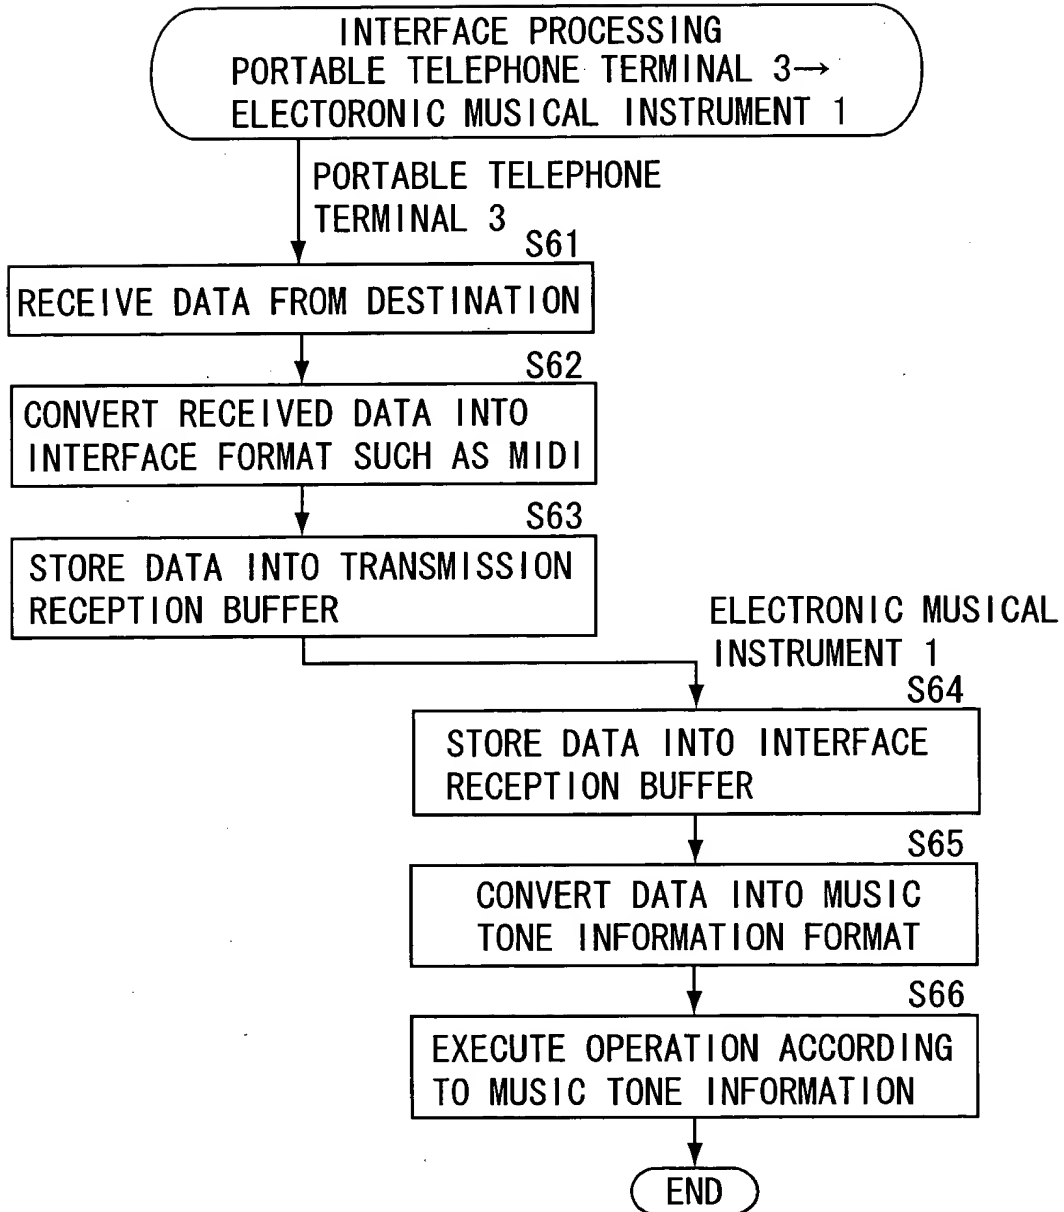 INTERFACE PROCESSING
PORTABLE TELEPHONE TERMINAL 3→
ELECTORONIC MUSICAL INSTRUMENT 1
PORTABLE TELEPHONE
TERMINAL 3
S61
RECEIVE DATA FROM DESTINATION
S62
CONVERT RECEIVED DATA INTO
INTERFACE FORMAT SUCH AS MIDI
S63
STORE DATA INTO TRANSMISSION
RECEPTION BUFFER
ELECTRONIC MUSICAL
INSTRUMENT 1
S64
STORE DATA INTO INTERFACE
RECEPTION BUFFER
S65
CONVERT DATA INTO MUSIC
TONE INFORMATION FORMAT
S66
EXECUTE OPERATION ACCORDING
TO MUSIC TONE INFORMATION
END